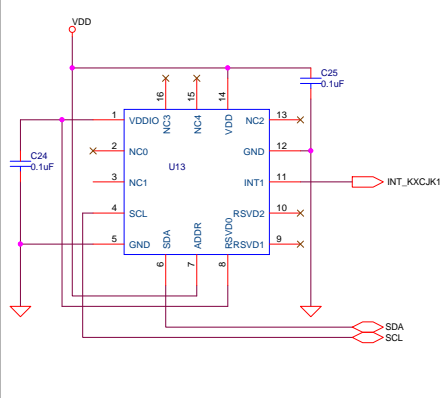 VDD
C25
0.1uF
16
15
14
NC3
NC4
VDD
1
VDDIO
NC2
13
2
NC0
GND
12
C24
0.1uF
U13
3
NC1
INT1
11
INT_KXCJK1
4
SCL
RSVD2
10
5
GND
RSVD1
9
SDA
ADDR
RSVD0
6
7
8
SDA
SCL